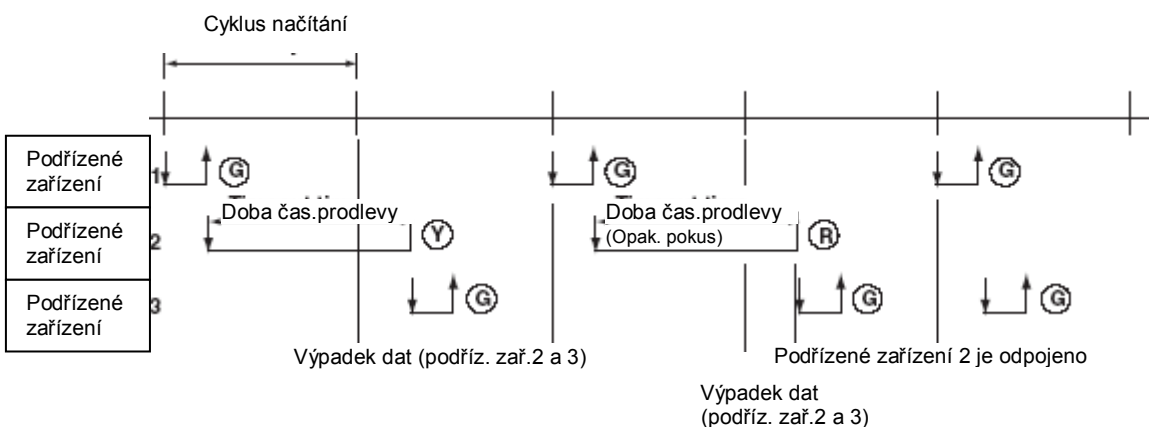 Cyklus načítání
Podřízené
zařízení
1
G
G
G
Doba čas.prodlevy
Doba čas.prodlevy
(Opak. pokus)
Podřízené
zařízení
2
Y
R
Podřízené
zařízení
3
G
G
G
Výpadek dat (podříz. zař.2 a 3)
Podřízené zařízení 2 je odpojeno
Výpadek dat
(podříz. zař.2 a 3)